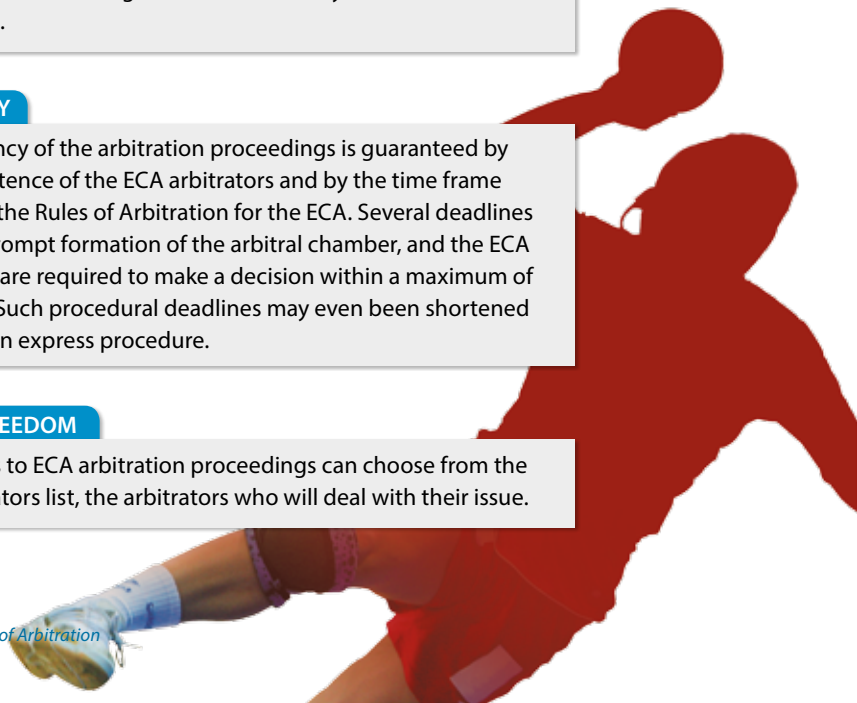 .
Y
ncy of the arbitration proceedings is guaranteed by
tence of the ECA arbitrators and by the time frame
the Rules of Arbitration for the ECA. Several deadlines
rompt formation of the arbitral chamber, and the ECA
are required to make a decision within a maximum of
Such procedural deadlines may even been shortened
n express procedure.
EEDOM
s to ECA arbitration proceedings can choose from the
ators list, the arbitrators who will deal with their issue.
of Arbitration